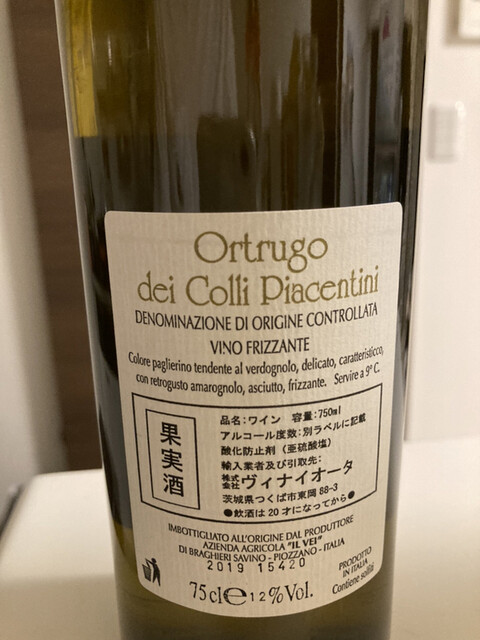 Ortrugo
dei Colli Piacentini
DENOMINAZIONE DI ORIGINE CONTROLLATA
VINO FRIZZANTE
Colore paglierino tendente al verdognolo, delicato, caratteristicco,
con retrogusto amarognolo, asciutto, frizzante. Servire a 9° C.
果実酒
品名:ワイン 容量:750ml
アルコール度数:別ラベルに記載
酸化防止剤(亜硫酸塩)
輸入業者及び引取先:
株式会社ヴィナイオータ
茨城県つくば市東岡 88-3
●飲酒は 20 才になってから●
IMBOTTIGLIATO ALL'ORIGINE DAL PRODUTTORE
AZIENDA AGRICOLA "IL VEI"
DI BRAGHIERI SAVINO - PIOZZANO - ITALIA
2019 15420
75cl e 12%Vol.
PRODOTTO
IN ITALIA
Contiene solfiti